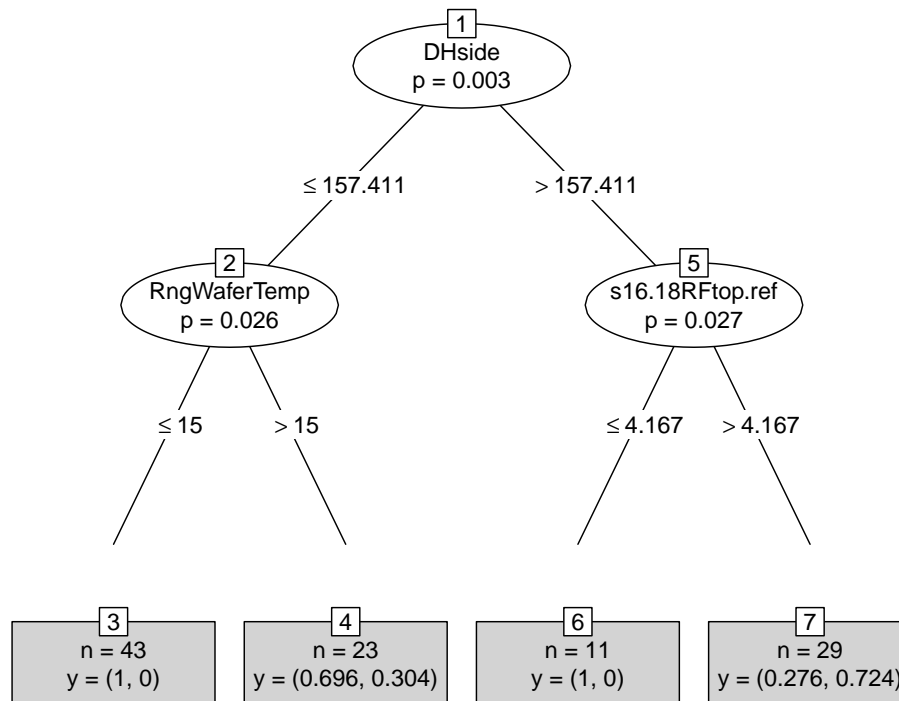 1
DHside
p = 0.003
≤ 157.411
> 157.411
2
RngWaferTemp
p = 0.026
5
s16.18RFtop.ref
p = 0.027
≤ 15
> 15
≤ 4.167
> 4.167
3
n = 43
y = (1, 0)
4
n = 23
y = (0.696, 0.304)
6
n = 11
y = (1, 0)
7
n = 29
y = (0.276, 0.724)